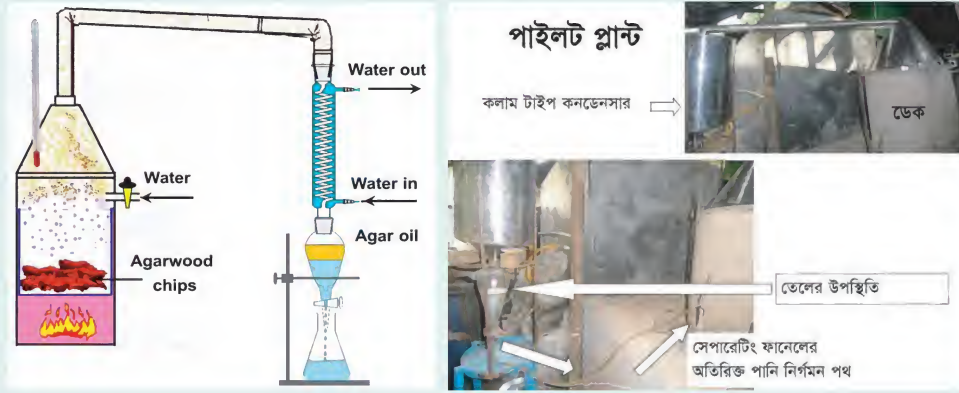 Water out
Water
Water in
Agar oil
Agarwood
chips
পাইলট প্লান্ট
কলাম টাইপ কনডেনসার
ডেক
তেলের উপস্থিতি
সেপারেটিং ফানেলের
অতিরিক্ত পানি নির্গমন পথ